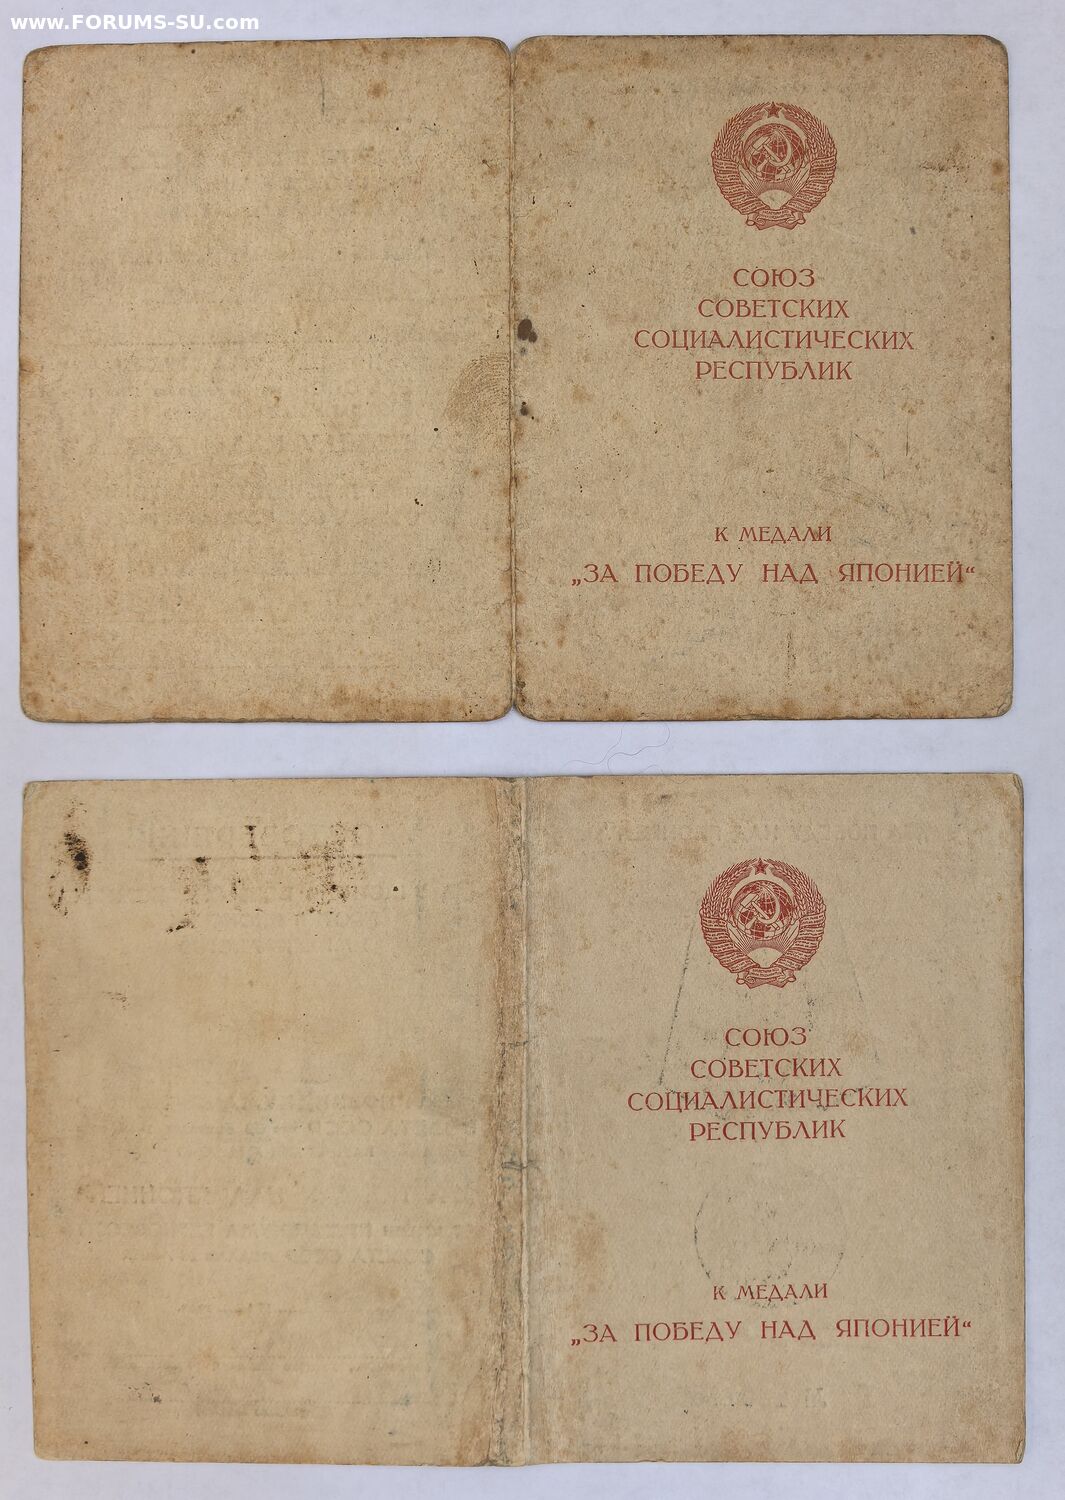 www.FORUMS-SU.com
СОЮЗ
СОВЕТСКИХ
СОЦИАЛИСТИЧЕСКИХ
РЕСПУБЛИК
К МЕДАЛИ
„ЗА ПОБЕДУ НАД ЯПОНИЕЙ“
СОЮЗ
СОВЕТСКИХ
СОЦИАЛИСТИЧЕСКИХ
РЕСПУБЛИК
К МЕДАЛИ
„ЗА ПОБЕДУ НАД ЯПОНИЕЙ“